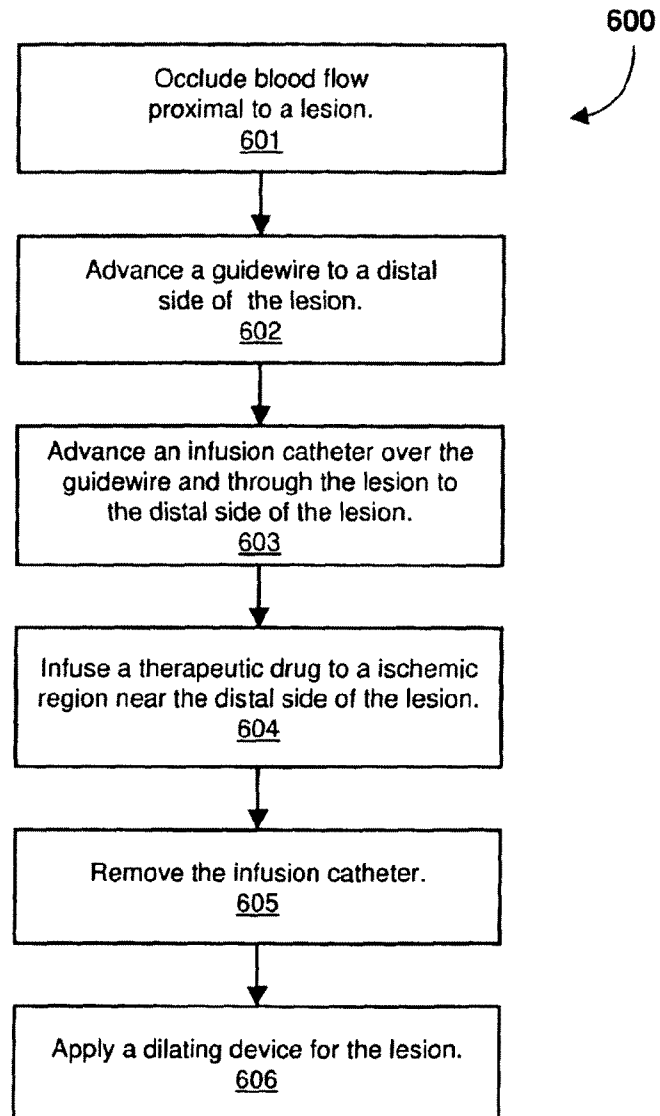 600
Occlude blood flow
proximal to a lesion.
601
Advance a guidewire to a distal
side of the lesion.
602
Advance an infusion catheter over the
guidewire and through the lesion to
the distal side of the lesion.
603
Infuse a therapeutic drug to a ischemic
region near the distal side of the lesion.
604
Remove the infusion catheter.
605
Apply a dilating device for the lesion.
606